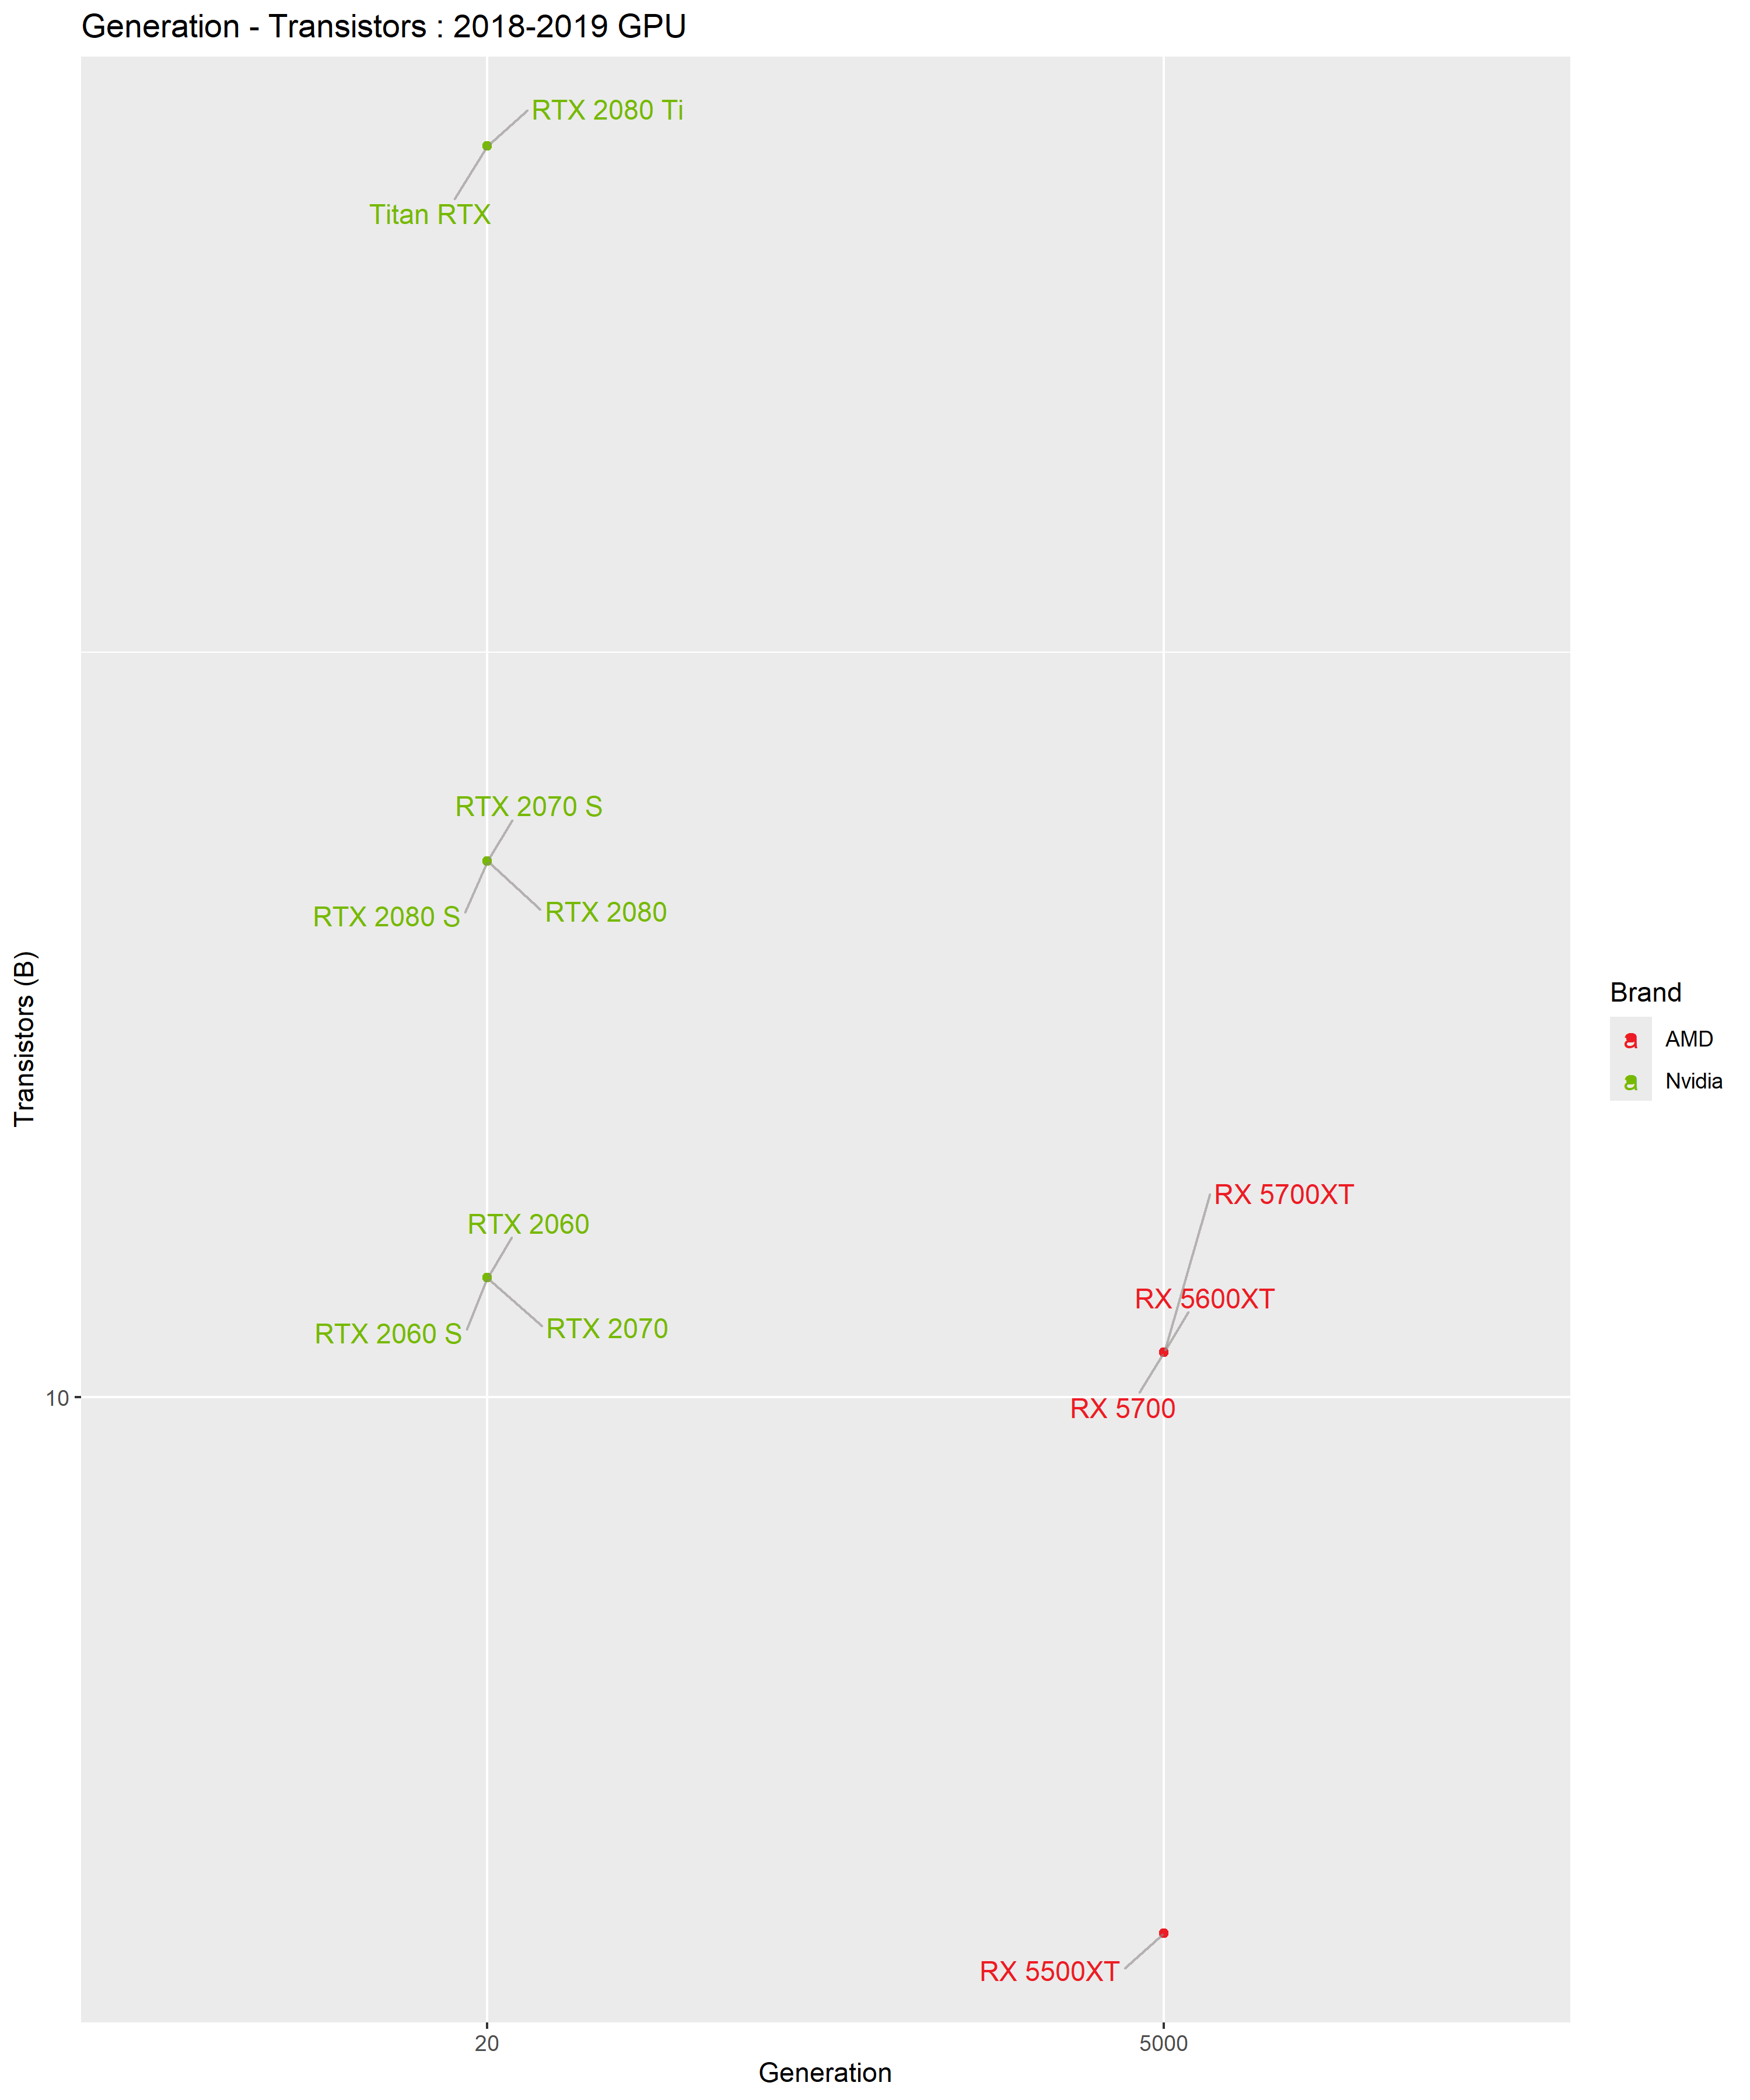 Generation - Transistors : 2018-2019 GPU
RTX 2080 Ti
Titan RTX
RTX 2070 S
RTX 2080 S
RTX 2080
RX 5700XT
RTX 2060
RX 5600XT
RTX 2060 S
RTX 2070
10
RX 5700
RX 5500XT
20
5000
Generation
Transistors (B)
Brand
a AMD
a Nvidia